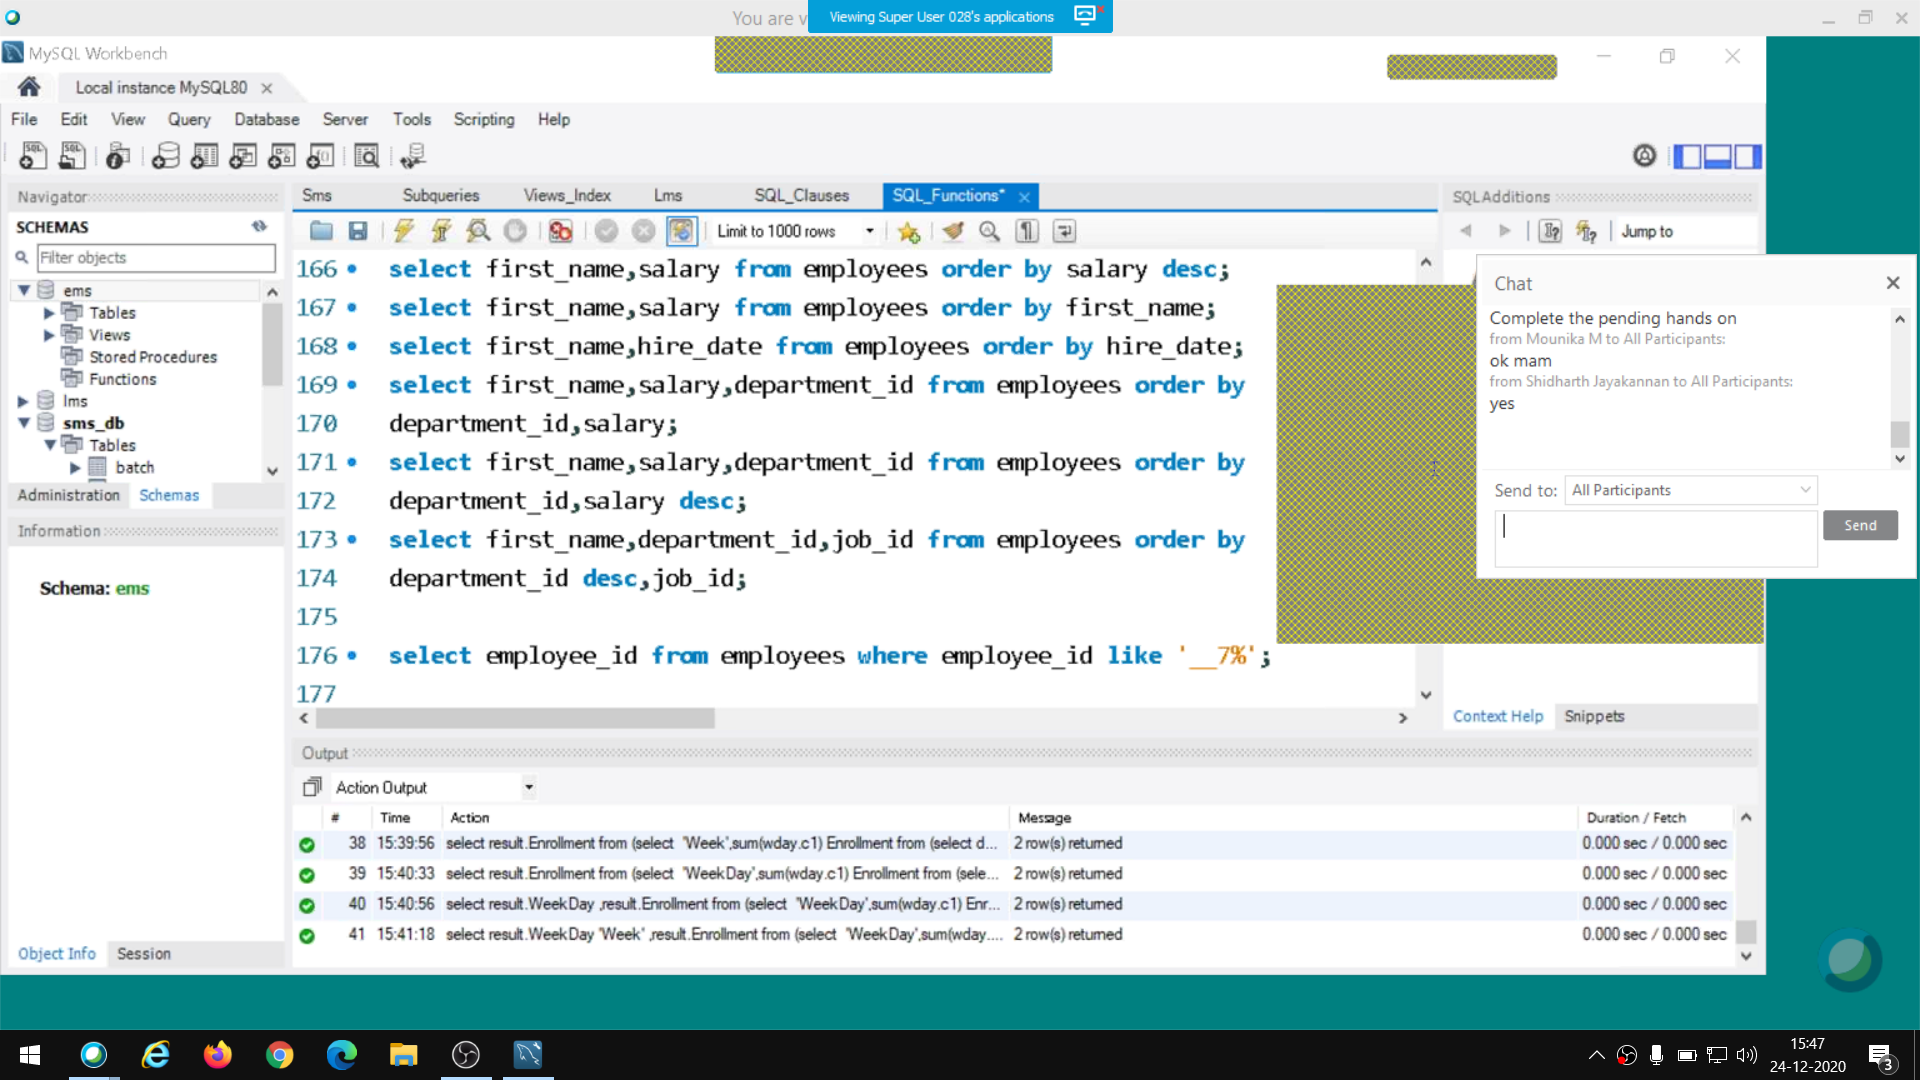 You are v
Viewing Super User 028's applications
MySQL Workbench
Local instance MySQL80
File Edit View Query Database Server Tools Scripting Help
Navigator
SCHEMAS
Filter objects
ems
Tables
Views
Stored Procedures
Functions
lms
sms_db
Tables
batch
Administration Schemas
Information
Schema: ems
Object Info Session
Sms Subqueries Views_Index Lms SQL_Clauses SQL_Functions*
Limit to 1000 rows
166 select first_name,salary from employees order by salary desc;
167 select first_name,salary from employees order by first_name;
168 select first_name,hire_date from employees order by hire_date;
169 select first_name,salary,department_id from employees order by
170 department_id,salary;
171 select first_name,salary,department_id from employees order by
172 department_id,salary desc;
173 select first_name,department_id,job_id from employees order by
174 department_id desc,job_id;
175
176 select employee_id from employees where employee_id like '__7%';
177
SQLAdditions
Jump to
Chat
Complete the pending hands on
from Mounika M to All Participants:
ok mam
from Shidharth Jayakannan to All Participants:
yes
Send to: All Participants
Send
Context Help Snippets
Output
Action Output
# Time Action Message Duration / Fetch
38 15:39:56 select result.Enrollment from (select 'Week',sum(wday.c1) Enrollment from (select d... 2 row(s) returned 0.000 sec / 0.000 sec
39 15:40:33 select result.Enrollment from (select 'WeekDay',sum(wday.c1) Enrollment from (sele... 2 row(s) returned 0.000 sec / 0.000 sec
40 15:40:56 select result.WeekDay ,result.Enrollment from (select 'WeekDay',sum(wday.c1) Enr... 2 row(s) returned 0.000 sec / 0.000 sec
41 15:41:18 select result.WeekDay 'Week' ,result.Enrollment from (select 'WeekDay',sum(wday.... 2 row(s) returned 0.000 sec / 0.000 sec
15:47
24-12-2020
3